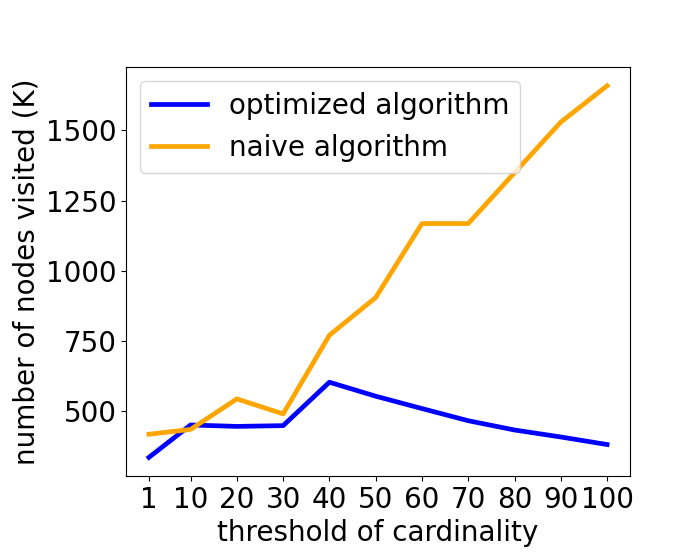 optimized algorithm
naive algorithm
number of nodes visited (K)
1500
1250
1000
750
500
1 10 20 30 40 50 60 70 80 90 100
threshold of cardinality